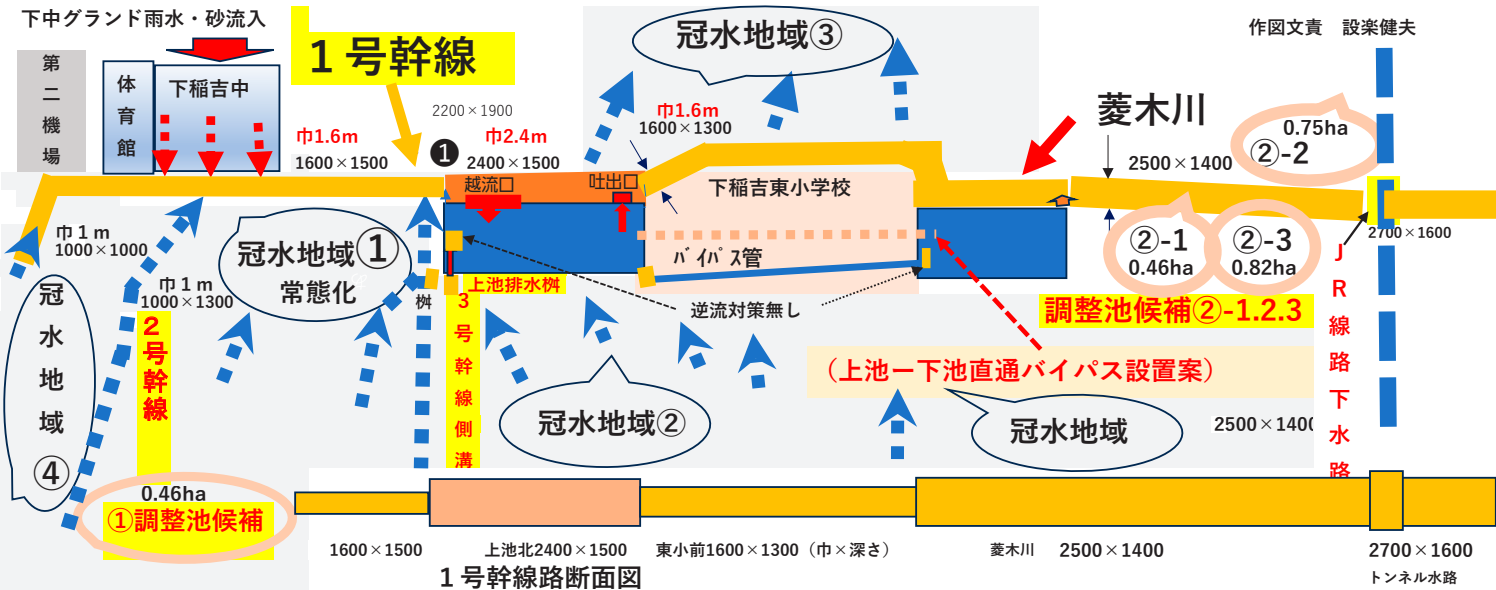 下中グランド雨水・砂流入
作図文責 設楽健夫
第二機場
体育館
下稲吉中
1号幹線
冠水地域③
菱木川
巾1.6m
1600×1500
2200×1900
❶
巾2.4m
2400×1500
巾1.6m
1600×1300
2500×1400
0.75ha
②-2
越流口
吐出口
下稲吉東小学校
バイパス管
巾1m
1000×1000
巾1m
1000×1300
冠水地域①
常態化
桝
上池排水桝
逆流対策無し
②-1
0.46ha
②-3
0.82ha
2700×1600
調整池候補②-1.2.3
JR線路下水路
冠水地域④
2号幹線
3号幹線側溝
(上池ー下池直通バイパス設置案)
冠水地域②
冠水地域
2500×1400
0.46ha
①調整池候補
1600×1500
上池北2400×1500
東小前1600×1300(巾×深さ)
菱木川
2500×1400
2700×1600
トンネル水路
1号幹線路断面図